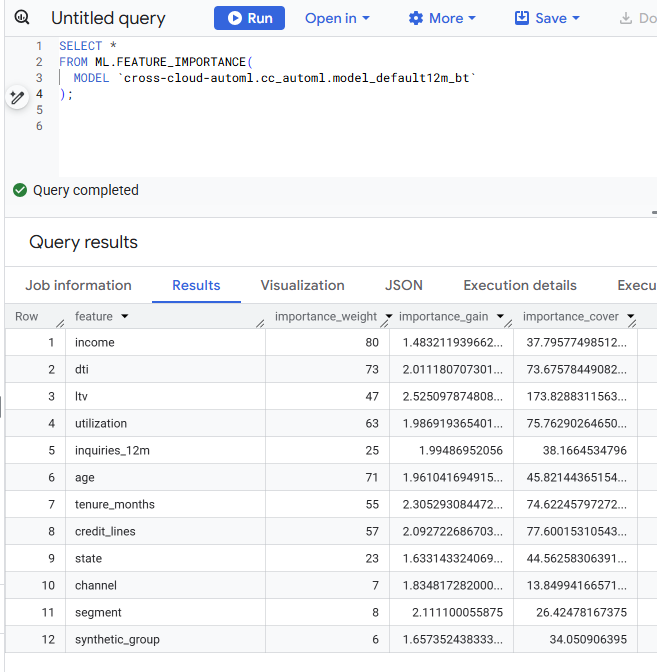 Untitled query Run Open in More Save Do
1 SELECT *
2 FROM ML.FEATURE_IMPORTANCE(
3 MODEL `cross-cloud-automl.cc_automl.model_default12m_bt`
4 );
5
6
Query completed
Query results
Job information Results Visualization JSON Execution details Execu
Row feature importance_weight importance_gain importance_cover
1 income 80 1.483211939662... 37.79577498512...
2 dti 73 2.011180707301... 73.67578449082...
3 ltv 47 2.525097874808... 173.8288311563...
4 utilization 63 1.986919365401... 75.76290264650...
5 inquiries_12m 25 1.99486952056 38.1664534796
6 age 71 1.961041694915... 45.82144365154...
7 tenure_months 55 2.305293084472... 74.62245797272...
8 credit_lines 57 2.092722686703... 77.60015310543...
9 state 23 1.633143324069... 44.56258306391...
10 channel 7 1.834817282000... 13.84994166571...
11 segment 8 2.111100055875 26.42478167375
12 synthetic_group 6 1.657352438333... 34.050906395